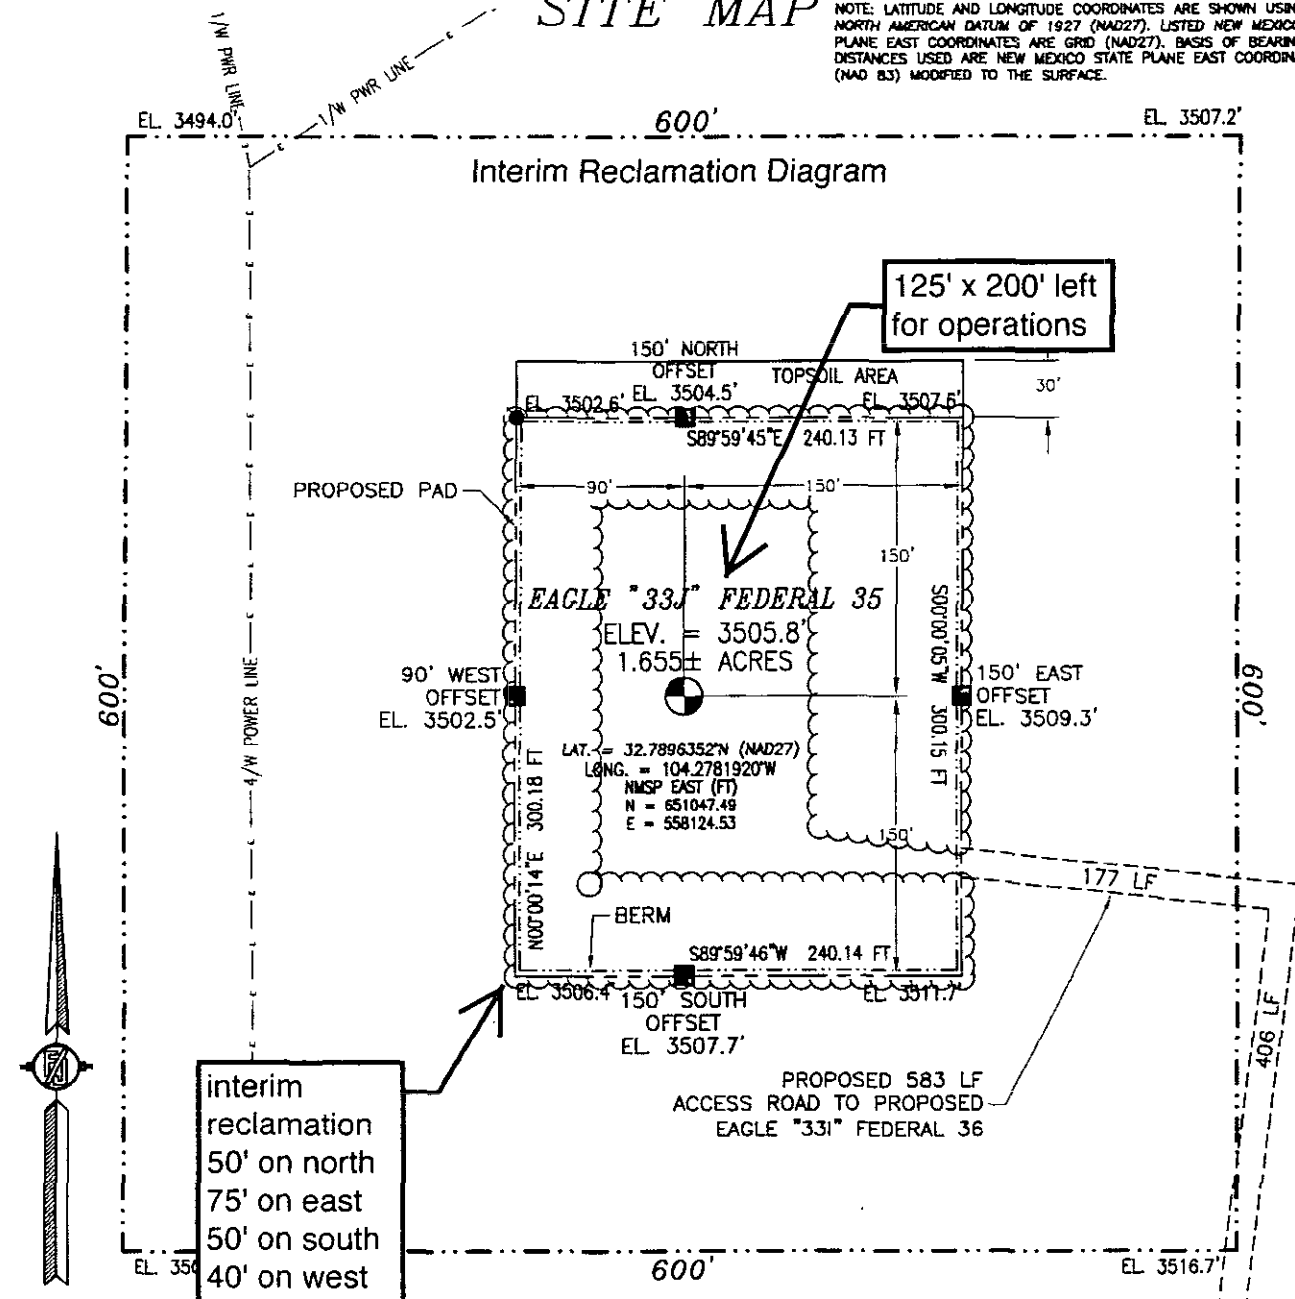 SITE MAP
NOTE: LATITUDE AND LONGITUDE COORDINATES ARE SHOWN
NORTH AMERICAN DATUM OF 1927 (NAD27). LISTED NEW
PLANE EAST COORDINATES ARE GRID (NAD27). BASIS OF
DISTANCES USED ARE NEW MEXICO STATE PLANE EAST
(NAD 83) MODIFIED TO THE SURFACE.
1/W PWR LINE
1/W PWR LINE
EL. 3494.0'
600'
EL. 3507.2'
Interim Reclamation Diagram
125' x 200' left
for operations
150' NORTH
OFFSET
EL. 3504.5'
TOPSOIL AREA
30'
EL. 3502.6'
EL. 3507.6'
S89°59'45"E 240.13 FT
PROPOSED PAD
90'
150'
150'
EAGLE "33J" FEDERAL 35
ELEV. = 3505.8'
1.655± ACRES
S00°00'05"W 300.15 FT
90' WEST
OFFSET
EL. 3502.5'
150' EAST
OFFSET
EL. 3509.3'
600'
600'
4/W POWER LINE
LAT. = 32.7896352°N (NAD27)
LONG. = 104.2781920°W
NMSP EAST (FT)
N = 651047.49
E = 558124.53
N00°00'14"E 300.18 FT
150'
177 LF
BERM
S89°59'46"W 240.14 FT
EL. 3506.4'
EL. 3511.7'
150' SOUTH
OFFSET
EL. 3507.7'
406 LF
PROPOSED 583 LF
ACCESS ROAD TO PROPOSED
EAGLE "33I" FEDERAL 36
interim
reclamation
50' on north
75' on east
50' on south
40' on west
EL.
600'
EL. 3516.7'